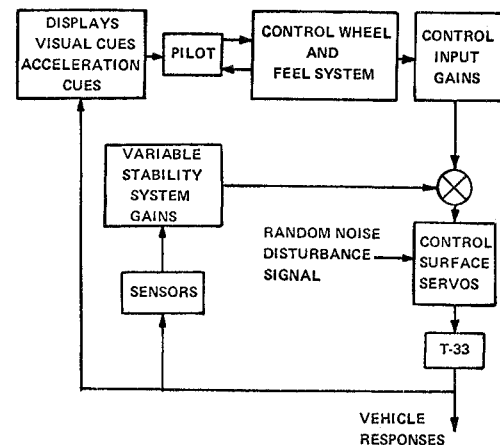 DISPLAYS
VISUAL CUES
ACCELERATION
CUES
PILOT
CONTROL WHEEL
AND
FEEL SYSTEM
CONTROL
INPUT
GAINS
VARIABLE
STABILITY
SYSTEM
GAINS
RANDOM NOISE
DISTURBANCE
SIGNAL
CONTROL
SURFACE
SERVOS
SENSORS
T-33
VEHICLE
RESPONSES